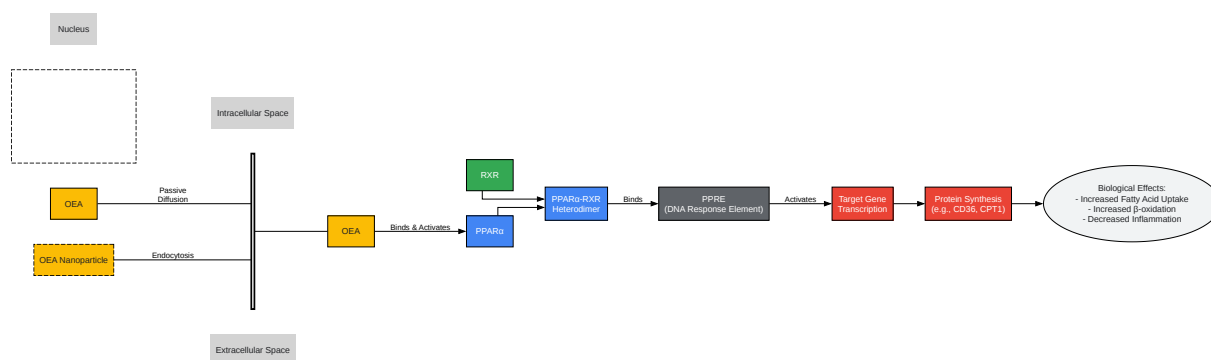 Nucleus
Intracellular Space
OEA
Passive
Diffusion
OEA Nanoparticle
Endocytosis
Extracellular Space
OEA
Binds & Activates
RXR
PPARα
PPARα-RXR
Heterodimer
Binds
PPRE
(DNA Response Element)
Activates
Target Gene
Transcription
Protein Synthesis
(e.g., CD36, CPT1)
Biological Effects:
- Increased Fatty Acid Uptake
- Increased β-oxidation
- Decreased Inflammation